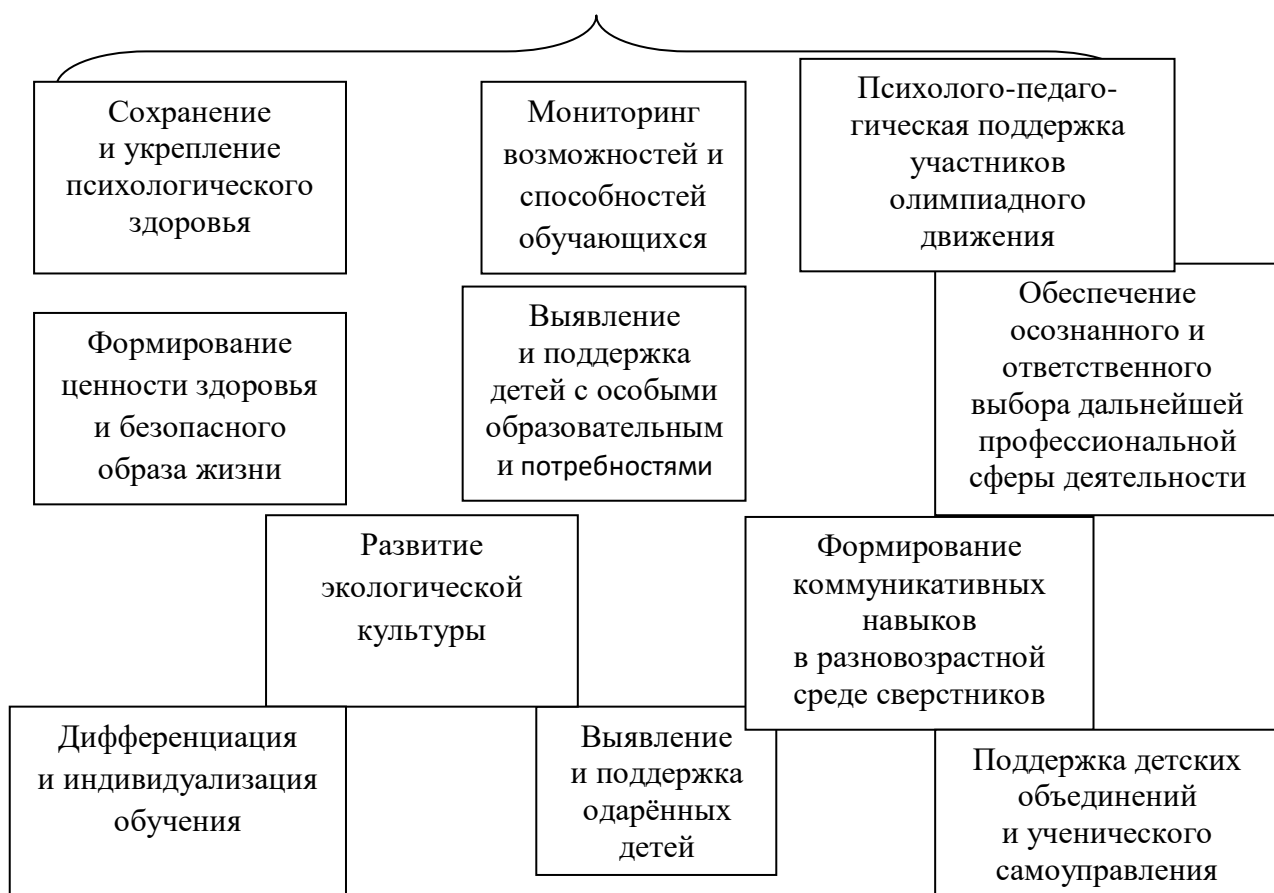 Сохранение
и укрепление
психологического
здоровья
Мониторинг
возможностей и
способностей
обучающихся
Психолого-педаго-
гическая поддержка
участников
олимпиадного
движения
Формирование
ценности здоровья
и безопасного
образа жизни
Выявление
и поддержка
детей с особыми
образовательным
и потребностями
Обеспечение
осознанного и
ответственного
выбора дальнейшей
профессиональной
сферы деятельности
Развитие
экологической
культуры
Формирование
коммуникативных
навыков
в разновозрастной
среде сверстников
Дифференциация
и индивидуализация
обучения
Выявление
и поддержка
одарённых
детей
Поддержка детских
объединений
и ученического
самоуправления